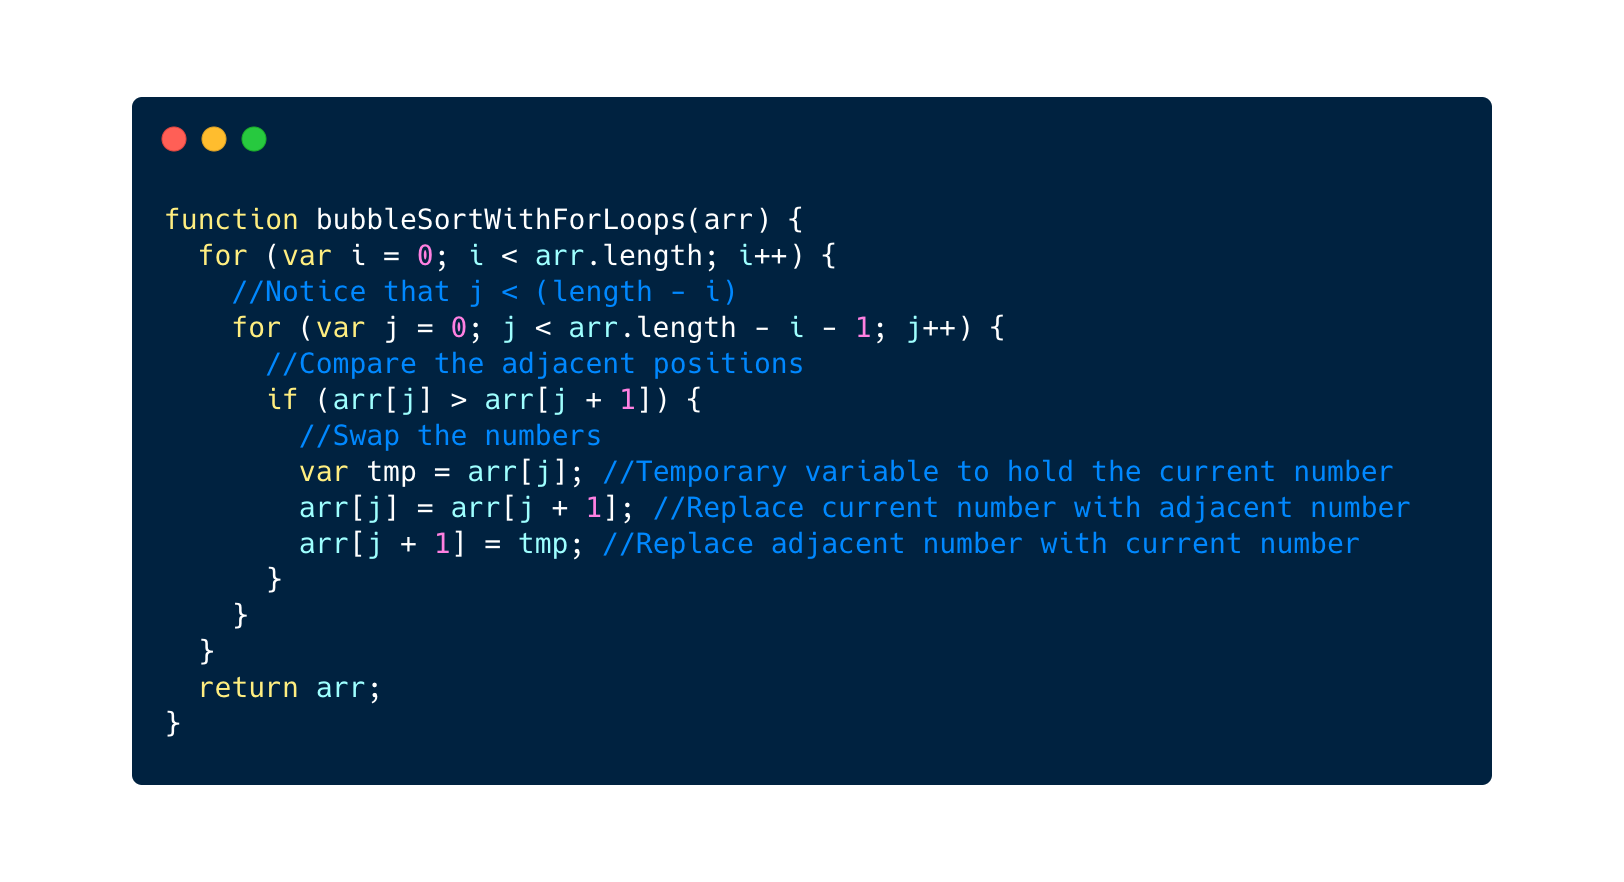 function bubbleSortWithForLoops(arr) {
  for (var i = 0; i < arr.length; i++) {
    //Notice that j < (length - i)
    for (var j = 0; j < arr.length - i - 1; j++) {
      //Compare the adjacent positions
      if (arr[j] > arr[j + 1]) {
        //Swap the numbers
        var tmp = arr[j]; //Temporary variable to hold the current number
        arr[j] = arr[j + 1]; //Replace current number with adjacent number
        arr[j + 1] = tmp; //Replace adjacent number with current number
      }
    }
  }
  return arr;
}